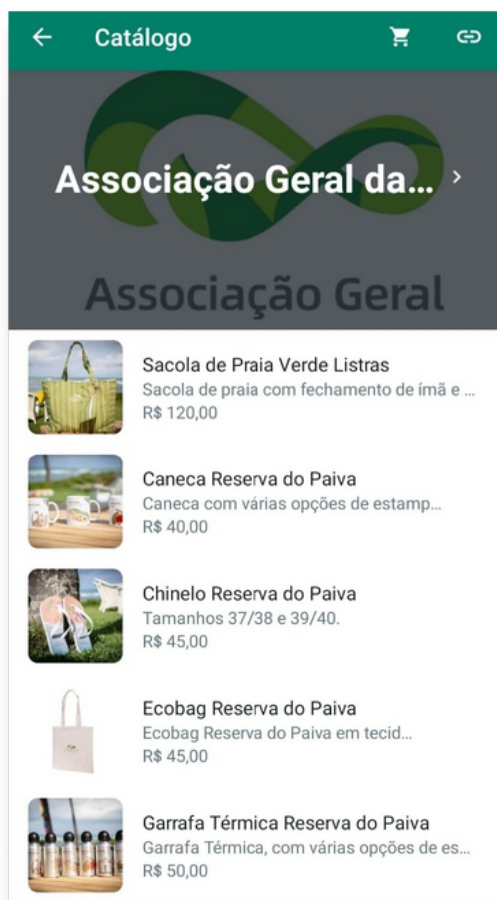 Catálogo
Associação Geral da...
Associação Geral
Sacola de Praia Verde Listras
Sacola de praia com fechamento de ímã e ...
R$ 120,00
Caneca Reserva do Paiva
Caneca com várias opções de estamp...
R$ 40,00
Chinelo Reserva do Paiva
Tamanhos 37/38 e 39/40.
R$ 45,00
Ecobag Reserva do Paiva
Ecobag Reserva do Paiva em tecid...
R$ 45,00
Garrafa Térmica Reserva do Paiva
Garrafa Térmica, com várias opções de es...
R$ 50,00